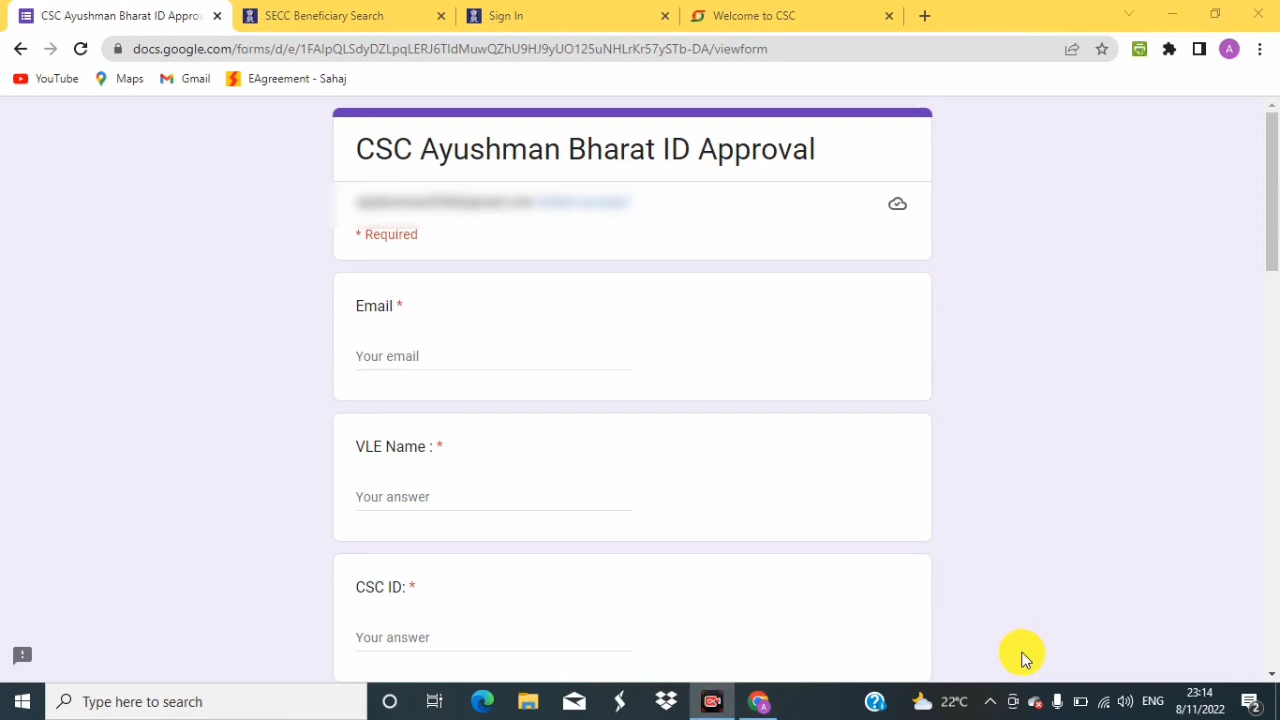 CSC Ayushman Bharat ID Approv
SECC Beneficiary Search
Sign In
Welcome to CSC
docs.google.com/forms/d/e/1FAIpQLSdyDZLpqLERJ6TIdMuwQZhU9HJ9yUO125uNHLrKr57ySTb-DA/viewform
A
YouTube
Maps
Gmail
EAgreement - Sahaj
CSC Ayushman Bharat ID Approval
* Required
Email *
Your email
VLE Name : *
Your answer
CSC ID: *
Your answer
Type here to search
22°C
ENG
23:14
8/11/2022
2